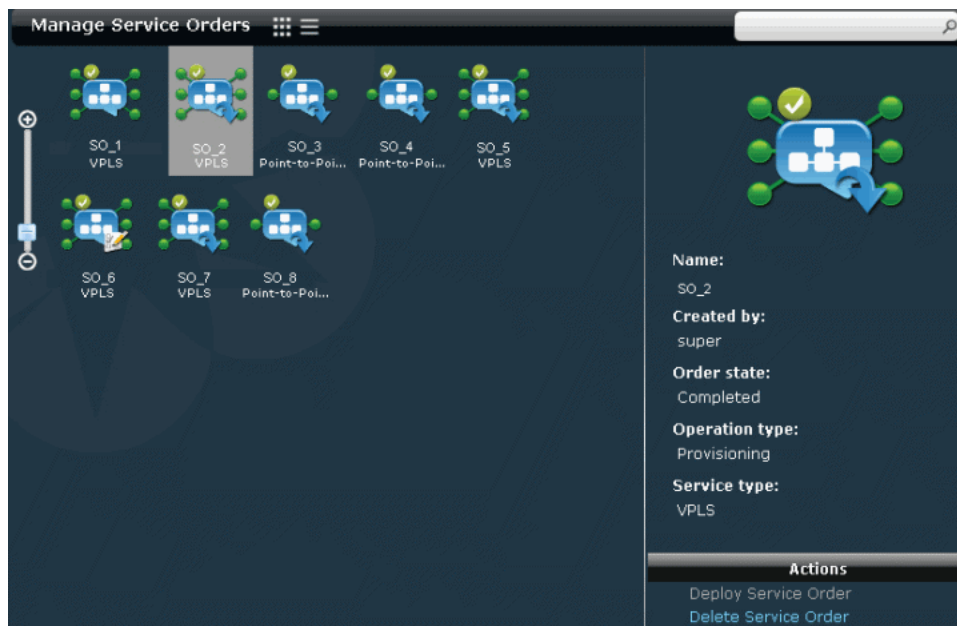 Manage Service Orders
SO_1
VPLS
SO_2
VPLS
SO_3
Point-to-Poi...
SO_4
Point-to-Poi...
SO_5
VPLS
SO_6
VPLS
SO_7
VPLS
SO_8
Point-to-Poi...
Name:
SO_2
Created by:
super
Order state:
Completed
Operation type:
Provisioning
Service type:
VPLS
Actions
Deploy Service Order
Delete Service Order